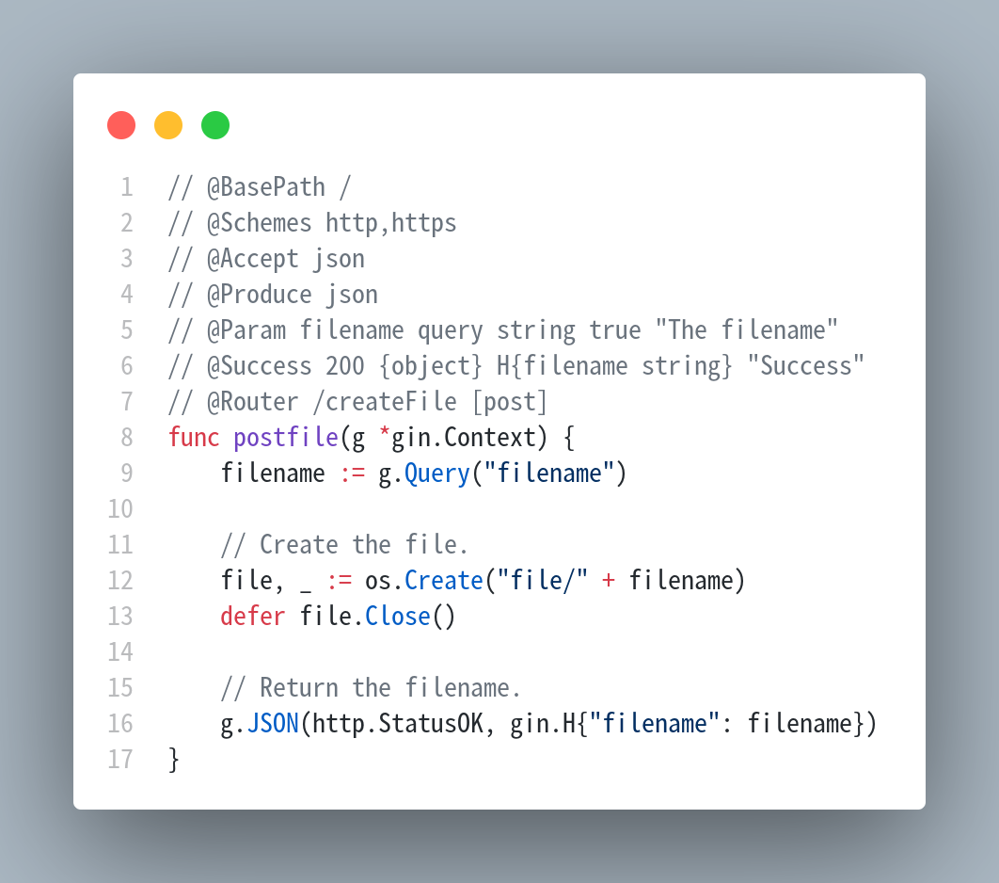 1 // @BasePath /
2 // @Schemes http,https
3 // @Accept json
4 // @Produce json
5 // @Param filename query string true "The filename"
6 // @Success 200 {object} H{filename string} "Success"
7 // @Router /createFile [post]
8 func postfile(g *gin.Context) {
9     filename := g.Query("filename")
10
11     // Create the file.
12     file, _ := os.Create("file/" + filename)
13     defer file.Close()
14
15     // Return the filename.
16     g.JSON(http.StatusOK, gin.H{"filename": filename})
17 }